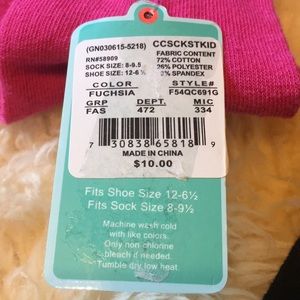 (GN030615-5218) CCSCKSTKID
RN#58909 FABRIC CONTENT
SOCK SIZE: 8-9.5 72% COTTON
SHOE SIZE: 12-6 ½ 26% POLYESTER
2% SPANDEX
COLOR STYLE#
FUCHSIA F54QC691G
GRP DEPT. MIC
FAS 472 334
7 30838 65818 9
MADE IN CHINA
$10.00
Fits Shoe Size 12-6½
Fits Sock Size 8-9½
Machine wash cold
with like colors.
Only non chlorine
bleach if needed.
Tumble dry low heat.